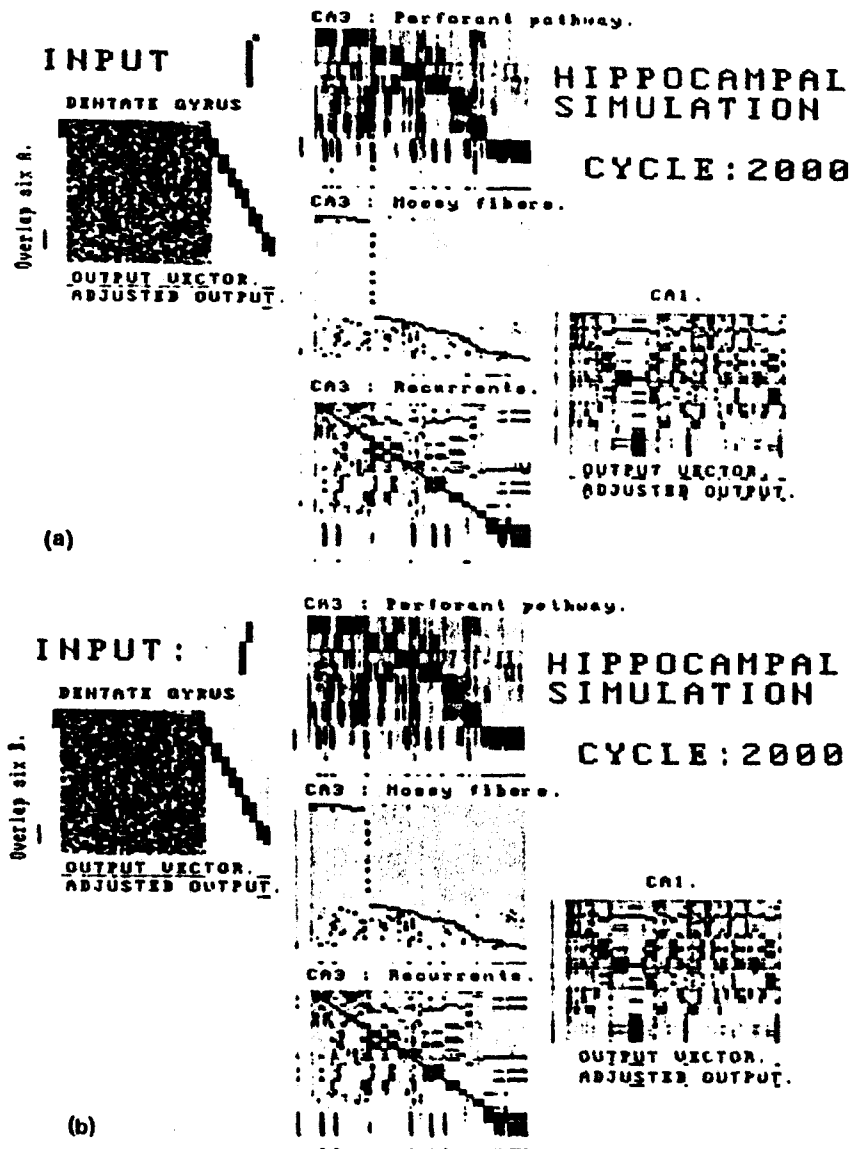 CA3 : Perforant pathway.
INPUT
HIPPOCAMPAL
SIMULATION
DENTATE GYRUS
CYCLE:2000
Overlap six A.
CA3 : Mossy fibers.
OUTPUT VECTOR.
ADJUSTED OUTPUT.
CA1.
CA3 : Recurrents.
OUTPUT VECTOR.
ADJUSTED OUTPUT.
(a)
CA3 : Perforant pathway.
INPUT:
HIPPOCAMPAL
SIMULATION
DENTATE GYRUS
CYCLE:2000
Overlap six B.
CA3 : Mossy fibers.
OUTPUT VECTOR.
ADJUSTED OUTPUT.
CA1.
CA3 : Recurrents.
OUTPUT VECTOR.
ADJUSTED OUTPUT.
(b)